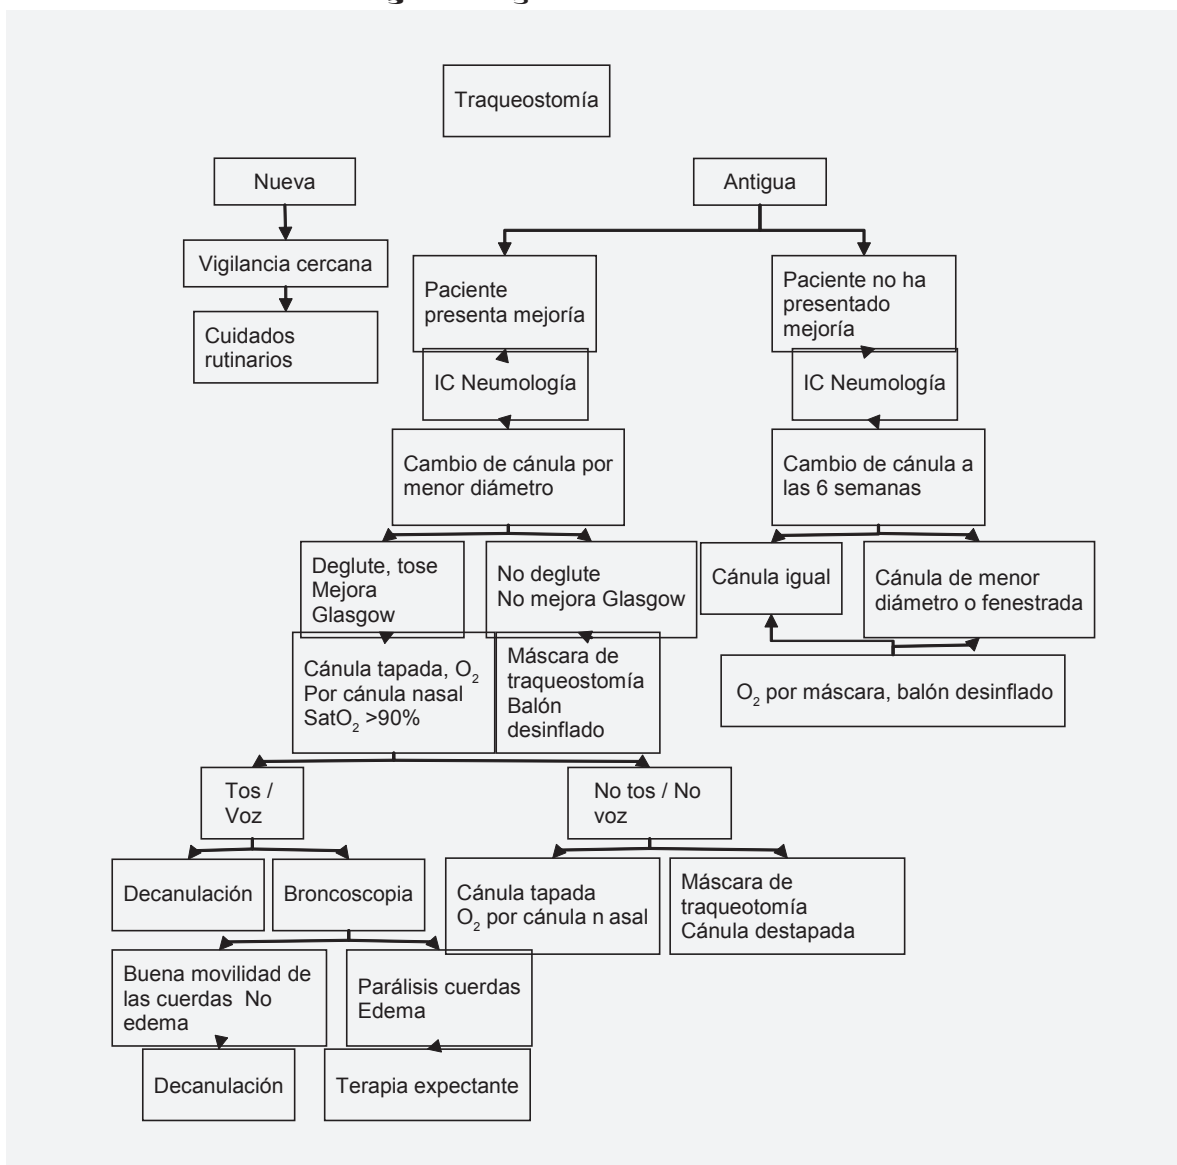 Traqueostomía
Nueva
Antigua
Vigilancia cercana
Cuidados
rutinarios
Paciente
presenta mejoría
Paciente no ha
presentado
mejoría
IC Neumología
IC Neumología
Cambio de cánula por
menor diámetro
Cambio de cánula a
las 6 semanas
Deglute, tose
Mejora
Glasgow
No deglute
No mejora Glasgow
Cánula igual
Cánula de menor
diámetro o fenestrada
Cánula tapada, O2
Por cánula nasal
SatO2 >90%
Máscara de
traqueostomía
Balón
desinflado
O2 por máscara, balón desinflado
Tos /
Voz
No tos / No
voz
Decanulación
Broncoscopia
Cánula tapada
O2 por cánula n asal
Máscara de
traqueotomía
Cánula destapada
Buena movilidad de
las cuerdas No
edema
Parálisis cuerdas
Edema
Decanulación
Terapia expectante